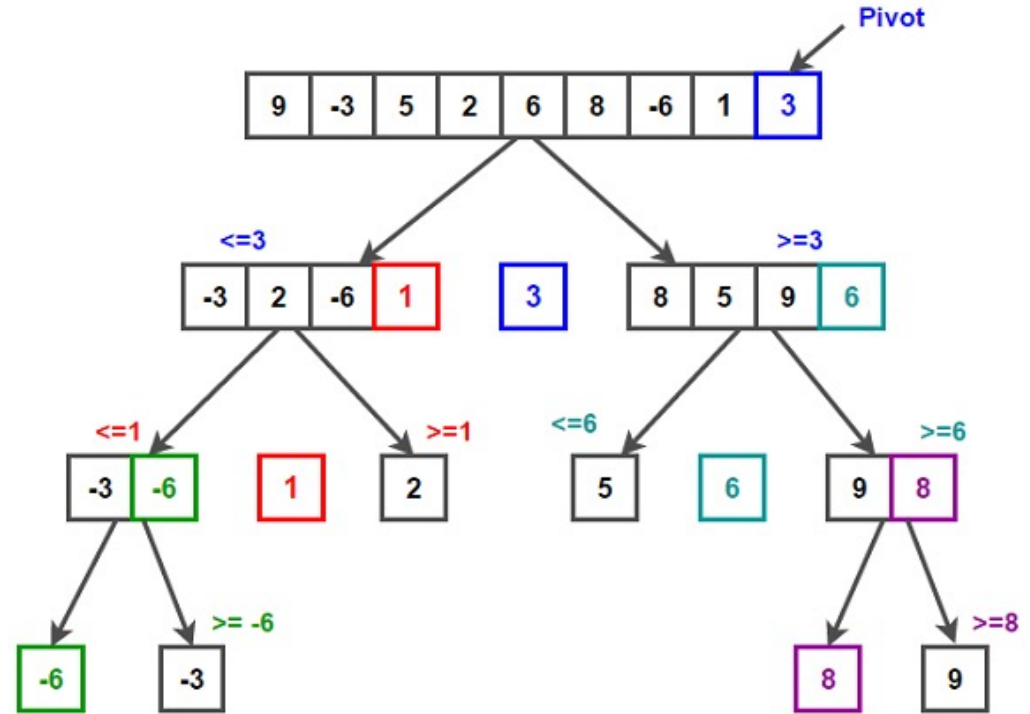 Pivot
9 -3 5 2 6 8 -6 1 3
<=3 >=3
-3 2 -6 1 3 8 5 9 6
<=1 >=1 <=6 >=6
-3 -6 1 2 5 6 9 8
>= -6 >=8
-6 -3 8 9